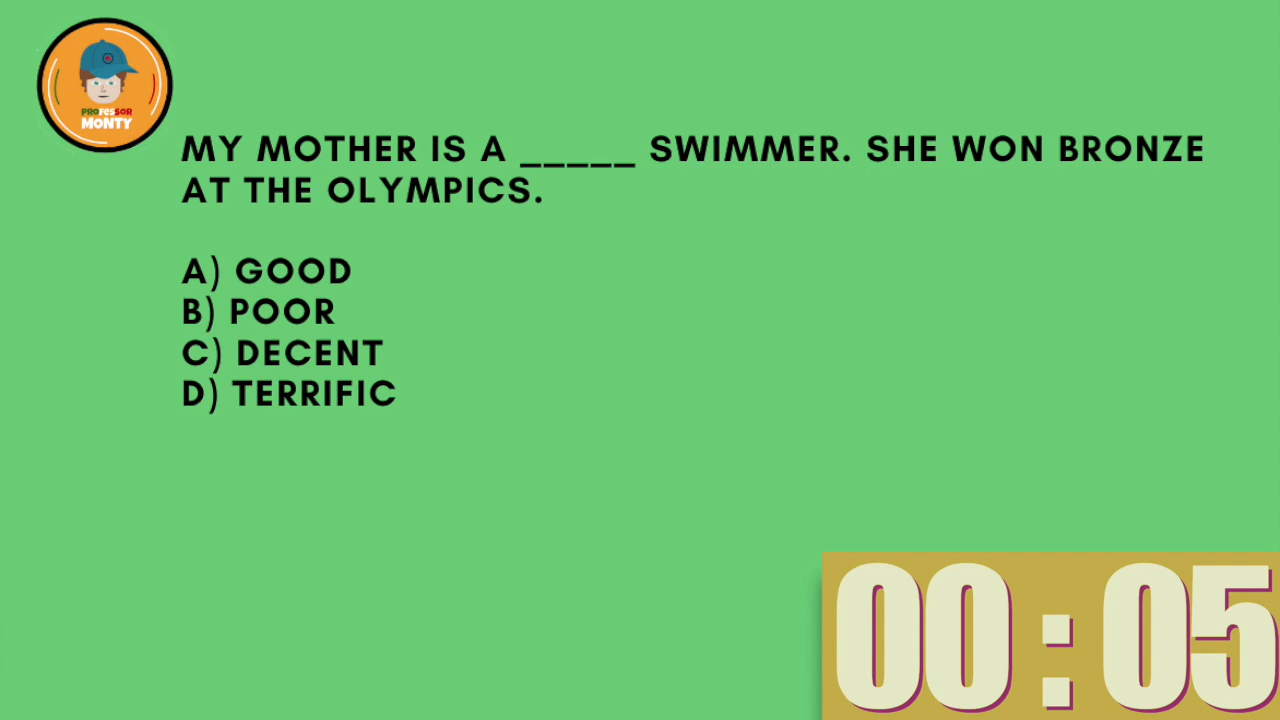 PROFESSOR
MONTY
MY MOTHER IS A _____ SWIMMER. SHE WON BRONZE
AT THE OLYMPICS.
A) GOOD
B) POOR
C) DECENT
D) TERRIFIC
00:05